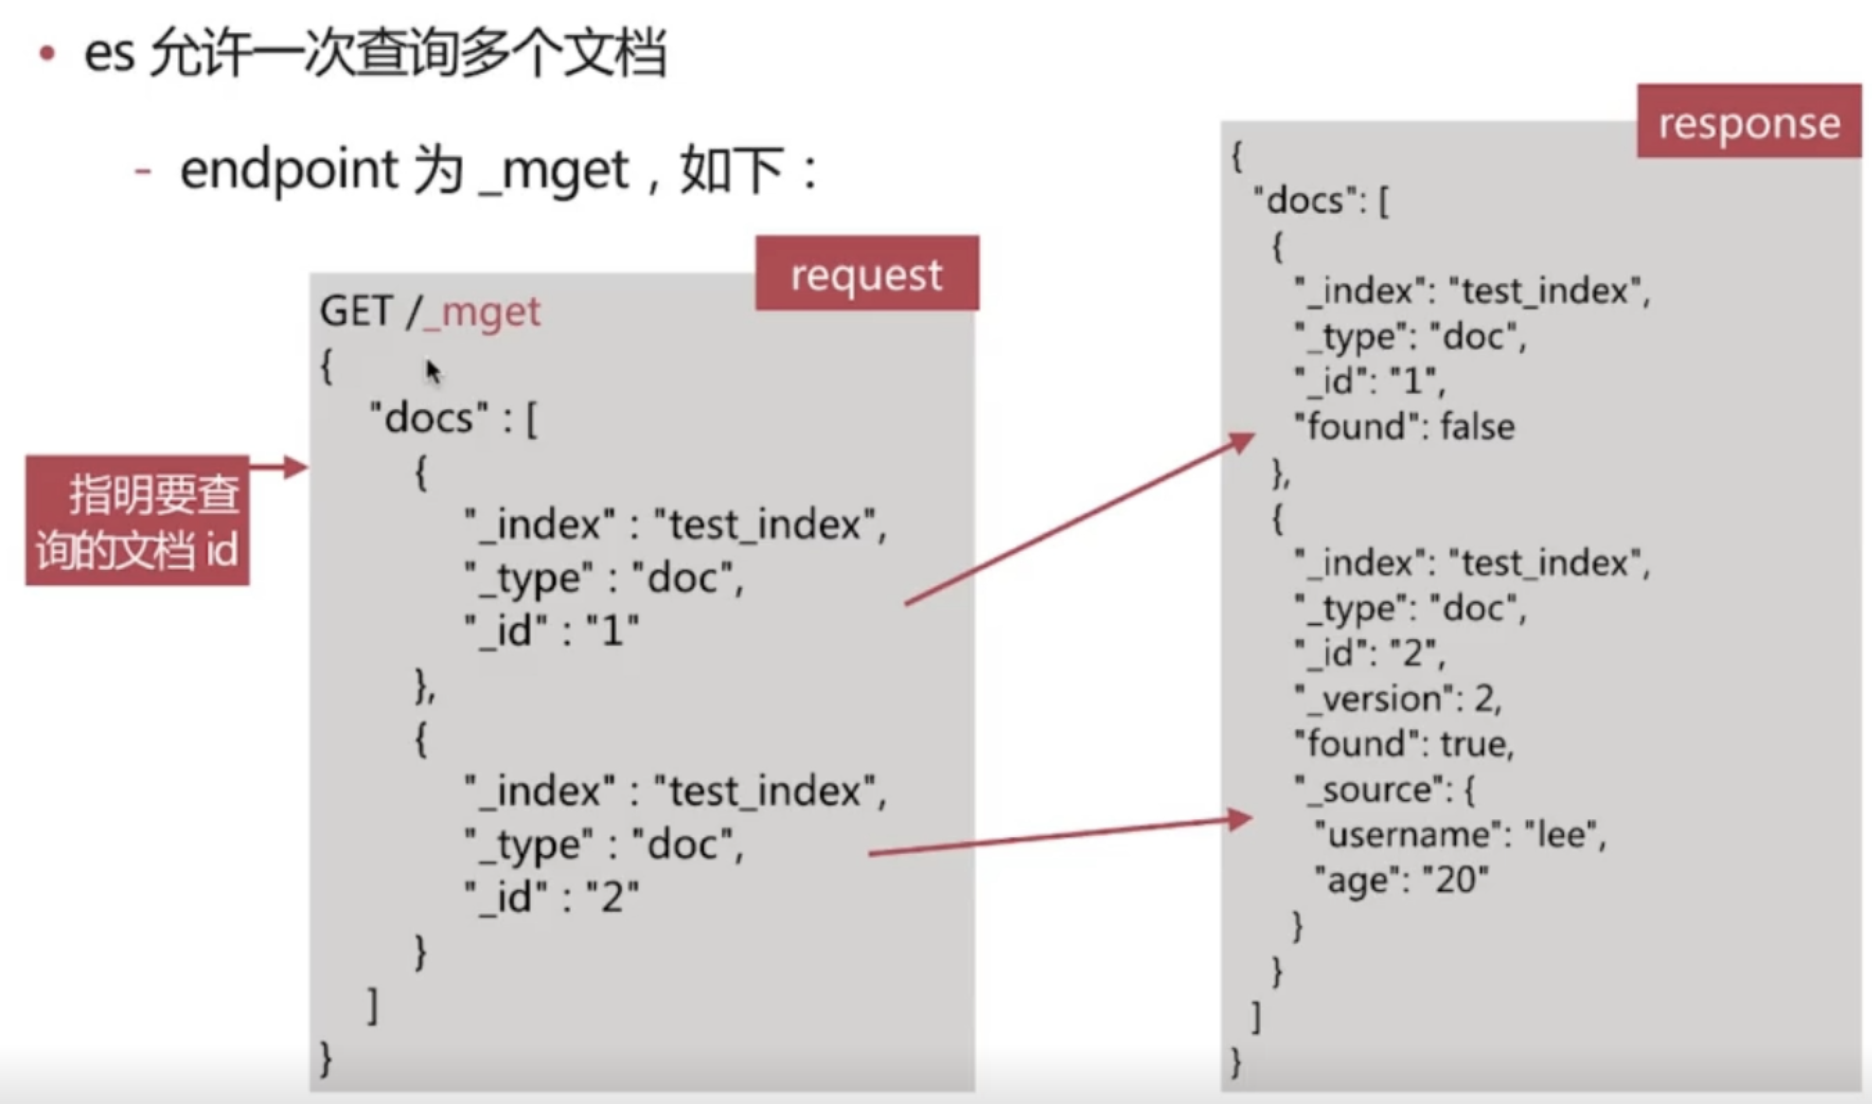 • es 允许一次查询多个文档
- endpoint 为 _mget，如下：
request
GET /_mget
{
"docs" : [
{
"_index" : "test_index",
"_type" : "doc",
"_id" : "1"
},
{
"_index" : "test_index",
"_type" : "doc",
"_id" : "2"
}
]
}
指明要查
询的文档 id
response
{
"docs": [
{
"_index": "test_index",
"_type": "doc",
"_id": "1",
"found": false
},
{
"_index": "test_index",
"_type": "doc",
"_id": "2",
"_version": 2,
"found": true,
"_source": {
"username": "lee",
"age": "20"
}
}
]
}